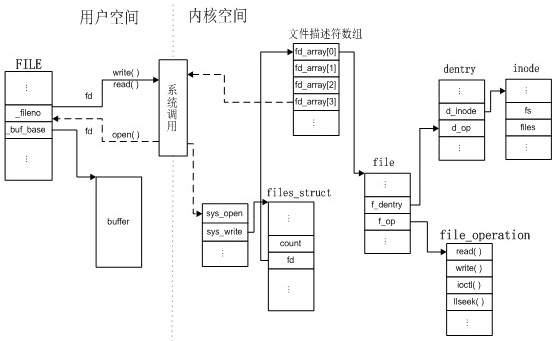 用户空间
内核空间
文件描述符数组
FILE
⋮
_fileno
_buf_base
⋮
fd
write( )
read( )
fd
open( )
buffer
系统调用
fd_array[0]
fd_array[1]
fd_array[2]
fd_array[3]
⋮
sys_open
sys_write
⋮
files_struct
⋮
count
fd
⋮
file
⋮
f_dentry
f_op
⋮
dentry
⋮
d_inode
d_op
⋮
inode
⋮
fs
files
⋮
file_operation
read( )
write( )
ioctl( )
llseek( )
⋮